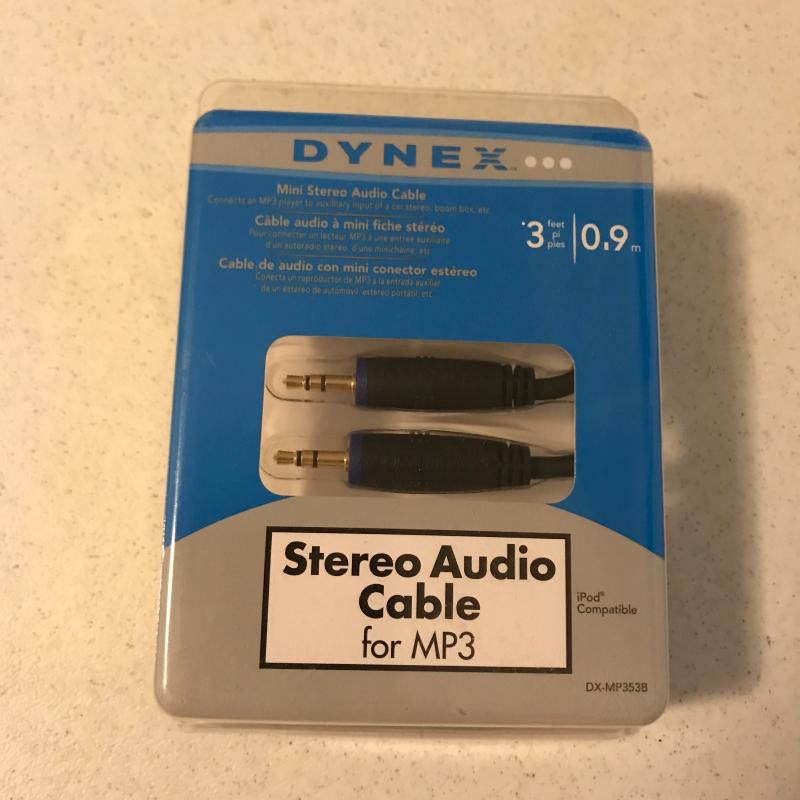 DYNEX™
Mini Stereo Audio Cable
Connects an MP3 player to auxilliary input of a car stereo, boom box, etc.
Câble audio à mini fiche stéréo
Pour connecter un lecteur MP3 à une entrée auxiliaire
d'un autoradio stéréo, d'une minichaîne, etc.
Cable de audio con mini conector estéreo
Conecta un reproductor de MP3 a la entrada auxiliar
de un estéreo de automóvil, estéreo portátil, etc.
3 feet pi pies | 0.9 m
Stereo Audio
Cable
for MP3
iPod®
Compatible
DX-MP353B